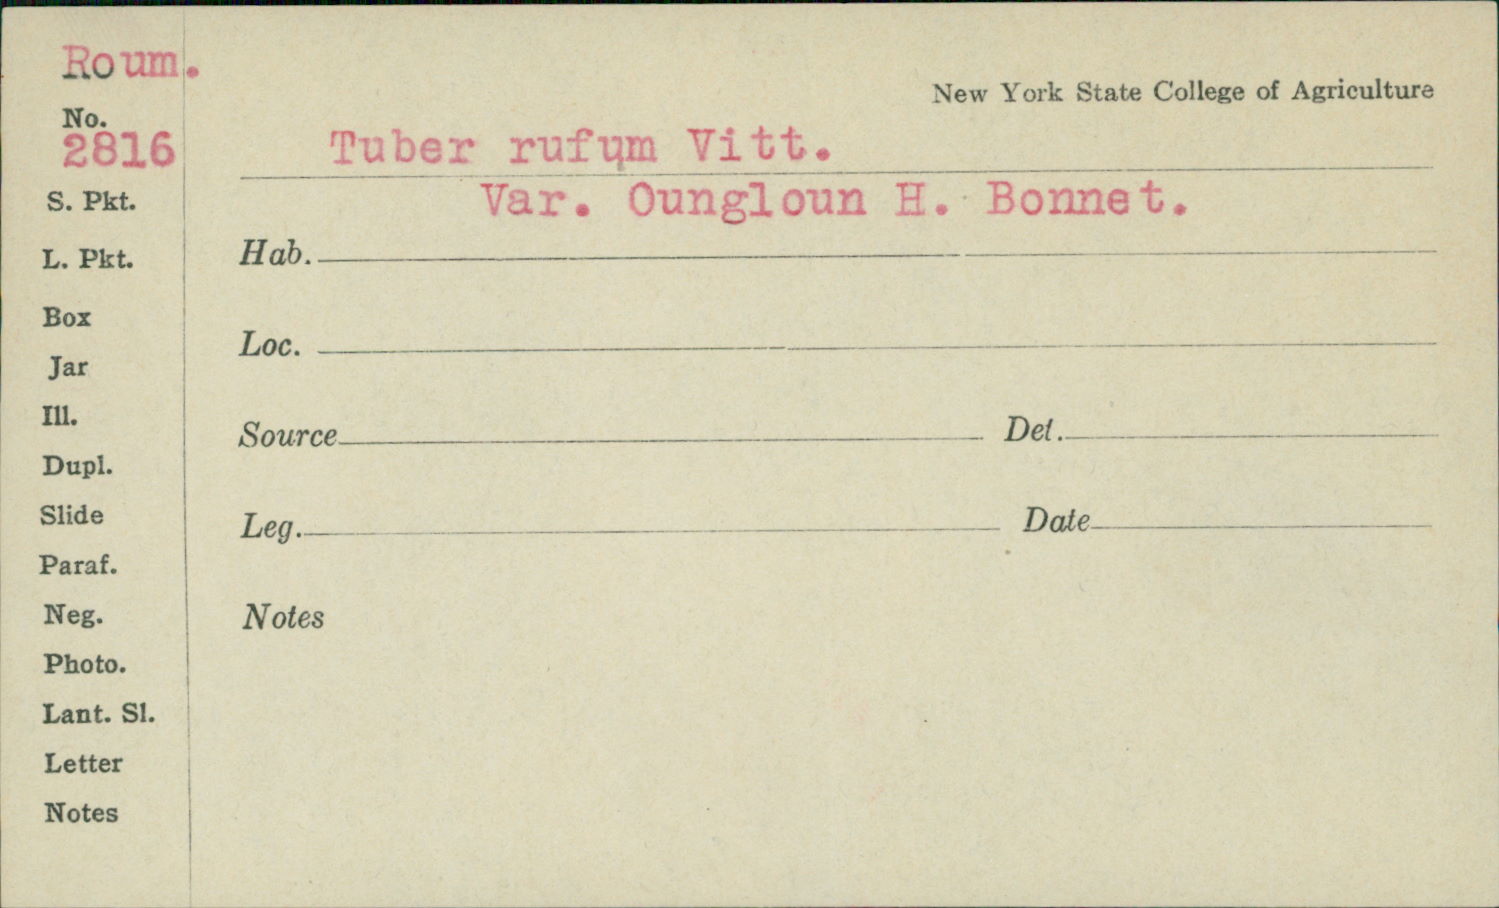 Roum.
New York State College of Agriculture
No.
2816
Tuber rufum Vitt.
Var. Oungloun H. Bonnet.
S. Pkt.
L. Pkt.
Box
Jar
Ill.
Dupl.
Slide
Paraf.
Neg.
Photo.
Lant. Sl.
Letter
Notes
Hab.
Loc.
Source Det.
Leg. Date
Notes